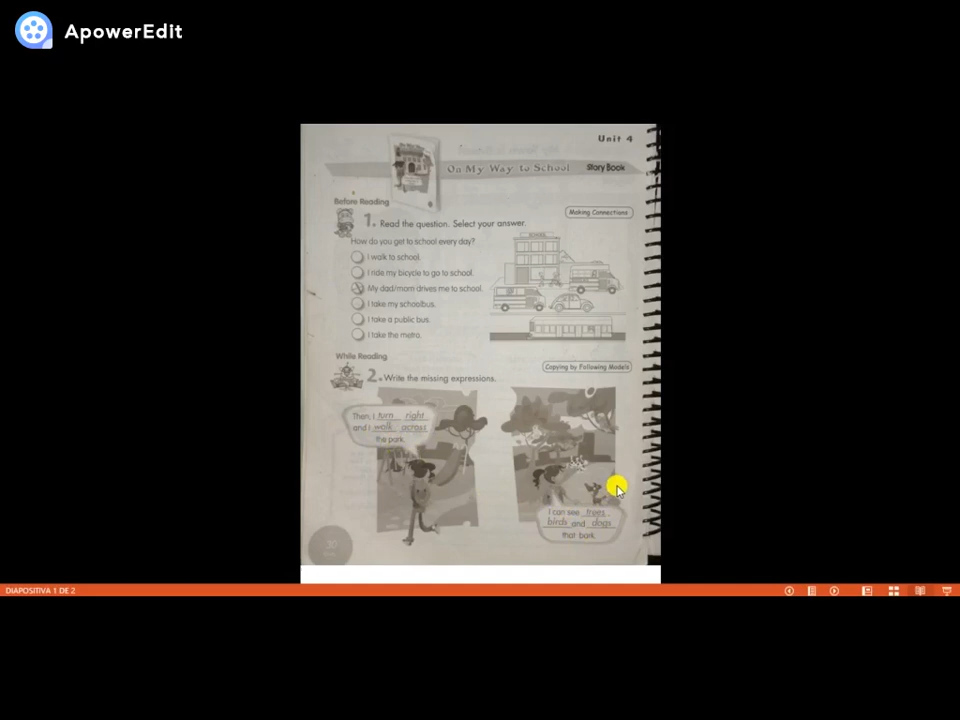 ApowerEdit
Unit 4
On My Way to School Story Book
Before Reading
Making Connections
1. Read the question. Select your answer.
How do you get to school every day?
I walk to school.
I ride my bicycle to go to school.
My dad/mom drives me to school.
I take my schoolbus.
I take a public bus.
I take the metro.
While Reading
Copying by Following Models
2. Write the missing expressions.
Then, I turn right
and I walk across
the park.
I can see trees,
birds and dogs
that bark.
30
DIAPOSITIVA 1 DE 2